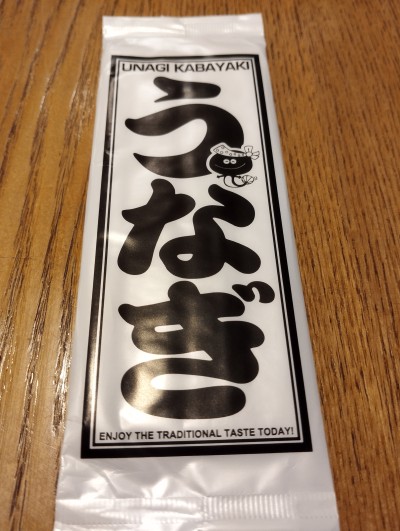 UNAGI KABAYAKI
うなぎ
ENJOY THE TRADITIONAL TASTE TODAY!